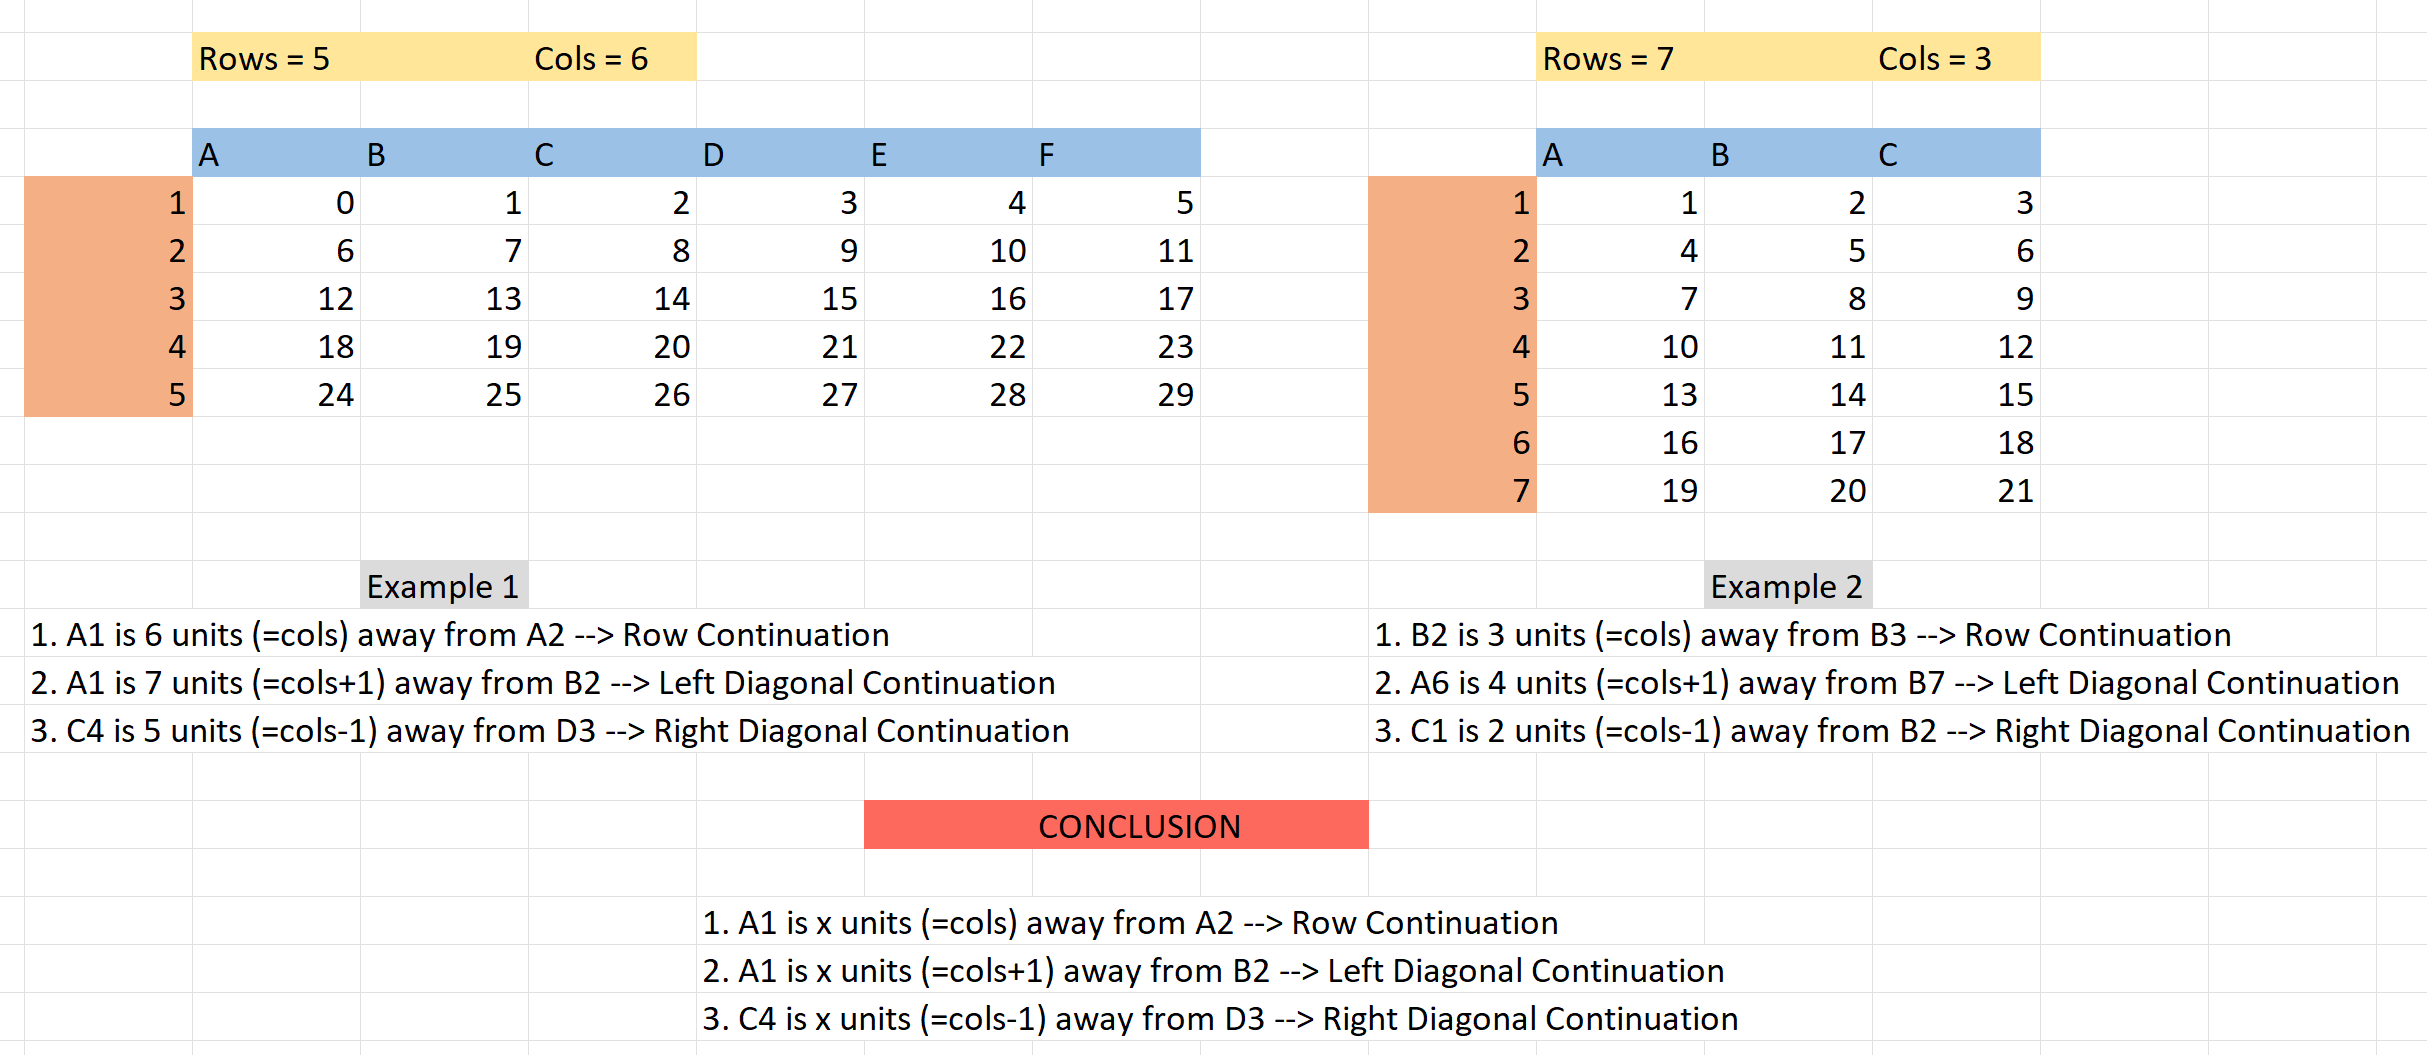 Rows = 5 Cols = 6 Rows = 7 Cols = 3
A B C D E F A B C
1 0 1 2 3 4 5 1 1 2 3
2 6 7 8 9 10 11 2 4 5 6
3 12 13 14 15 16 17 3 7 8 9
4 18 19 20 21 22 23 4 10 11 12
5 24 25 26 27 28 29 5 13 14 15
6 16 17 18
7 19 20 21
Example 1 Example 2
1. A1 is 6 units (=cols) away from A2 --> Row Continuation 1. B2 is 3 units (=cols) away from B3 --> Row Continuation
2. A1 is 7 units (=cols+1) away from B2 --> Left Diagonal Continuation 2. A6 is 4 units (=cols+1) away from B7 --> Left Diagonal Continuation
3. C4 is 5 units (=cols-1) away from D3 --> Right Diagonal Continuation 3. C1 is 2 units (=cols-1) away from B2 --> Right Diagonal Continuation
CONCLUSION
1. A1 is x units (=cols) away from A2 --> Row Continuation
2. A1 is x units (=cols+1) away from B2 --> Left Diagonal Continuation
3. C4 is x units (=cols-1) away from D3 --> Right Diagonal Continuation